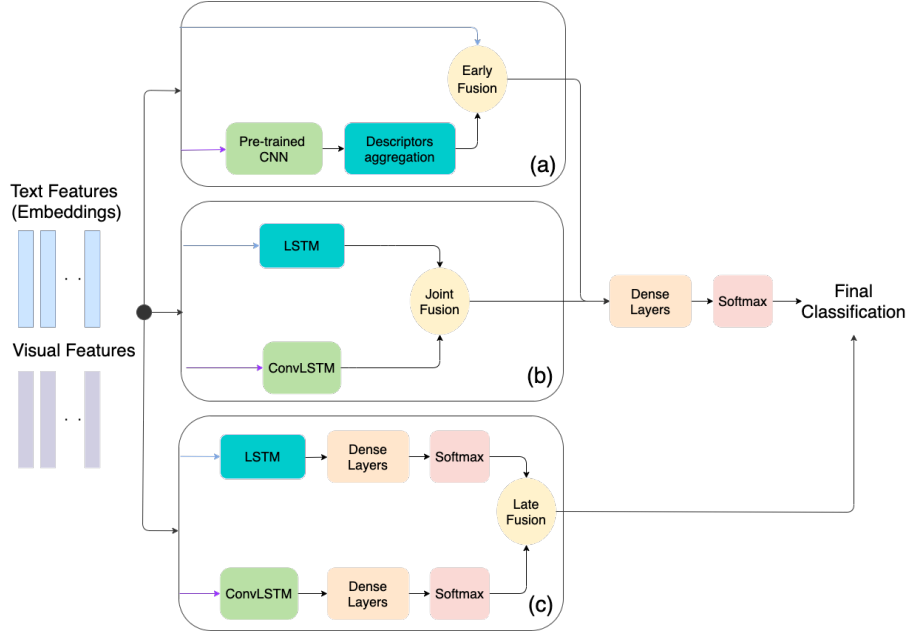 Text Features
(Embeddings)
. .
Visual Features
. .
Early
Fusion
Pre-trained
CNN
Descriptors
aggregation
(a)
LSTM
Joint
Fusion
ConvLSTM
(b)
Dense
Layers
Softmax
Final
Classification
LSTM
Dense
Layers
Softmax
Late
Fusion
ConvLSTM
Dense
Layers
Softmax
(c)